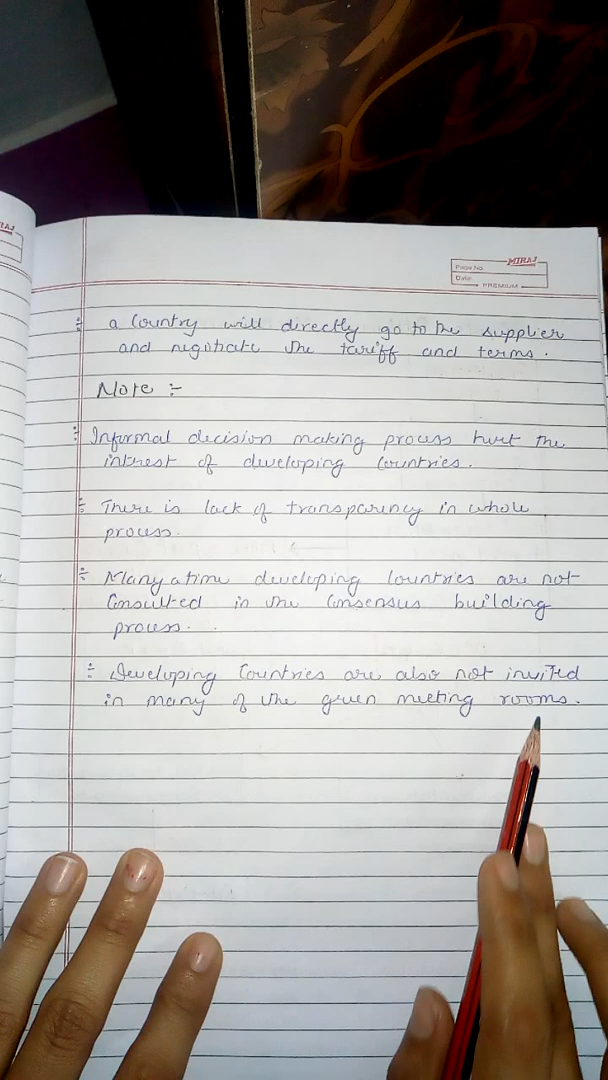 RAJ
MIRAJ
Page No.
Date:
PREMIUM
÷ a Country will directly go to the supplier
and negotiate the tariff and terms.
Note :-
÷ Informal decision making process hurt the
intrest of developing Countries.
÷ There is lack of transparency in whole
process.
÷ Many a time developing Countries are not
Consulted in the Consensus building
process.
÷ Developing Countries are also not invited
in many of the green meeting rooms.